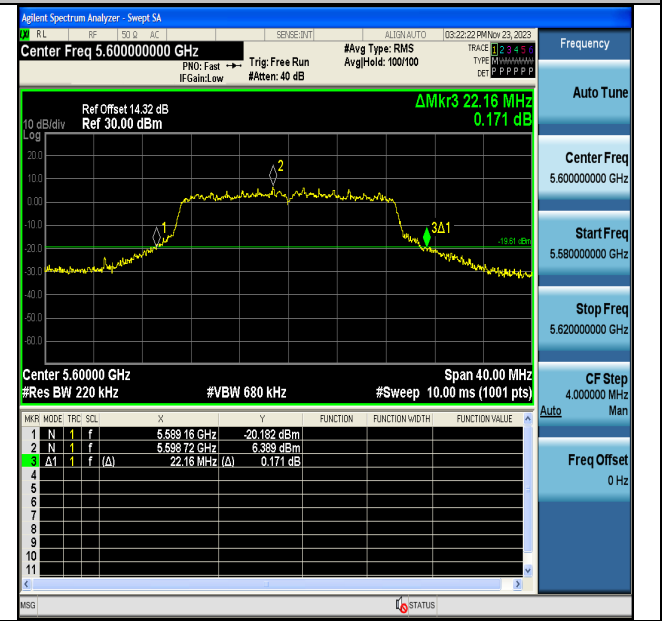 Agilent Spectrum Analyzer - Swept SA
RL RF 50 Ω AC SENSE:INT ALIGN AUTO 03:22:22 PM Nov 23, 2023
Center Freq 5.600000000 GHz
PNO: Fast
IFGain:Low
Trig: Free Run
#Atten: 40 dB
#Avg Type: RMS
Avg|Hold: 100/100
TRACE 1 2 3 4 5 6
TYPE M
DET P P P P P P
ΔMkr3 22.16 MHz
0.171 dB
Ref Offset 14.32 dB
10 dB/div Ref 30.00 dBm
Log
20.0
10.0
0.00
-10.0
-20.0
-30.0
-40.0
-60.0
1
2
3Δ1
-19.61 dBm
Center 5.60000 GHz Span 40.00 MHz
#Res BW 220 kHz #VBW 680 kHz #Sweep 10.00 ms (1001 pts)
MKR MODE TRC SCL X Y FUNCTION FUNCTION WIDTH FUNCTION VALUE
1 N 1 f 5.589 16 GHz -20.182 dBm
2 N 1 f 5.598 72 GHz 6.389 dBm
3 Δ1 1 f (Δ) 22.16 MHz (Δ) 0.171 dB
4
5
6
7
8
9
10
11
MSG STATUS
Frequency
Auto Tune
Center Freq
5.600000000 GHz
Start Freq
5.580000000 GHz
Stop Freq
5.620000000 GHz
CF Step
4.000000 MHz
Auto Man
Freq Offset
0 Hz